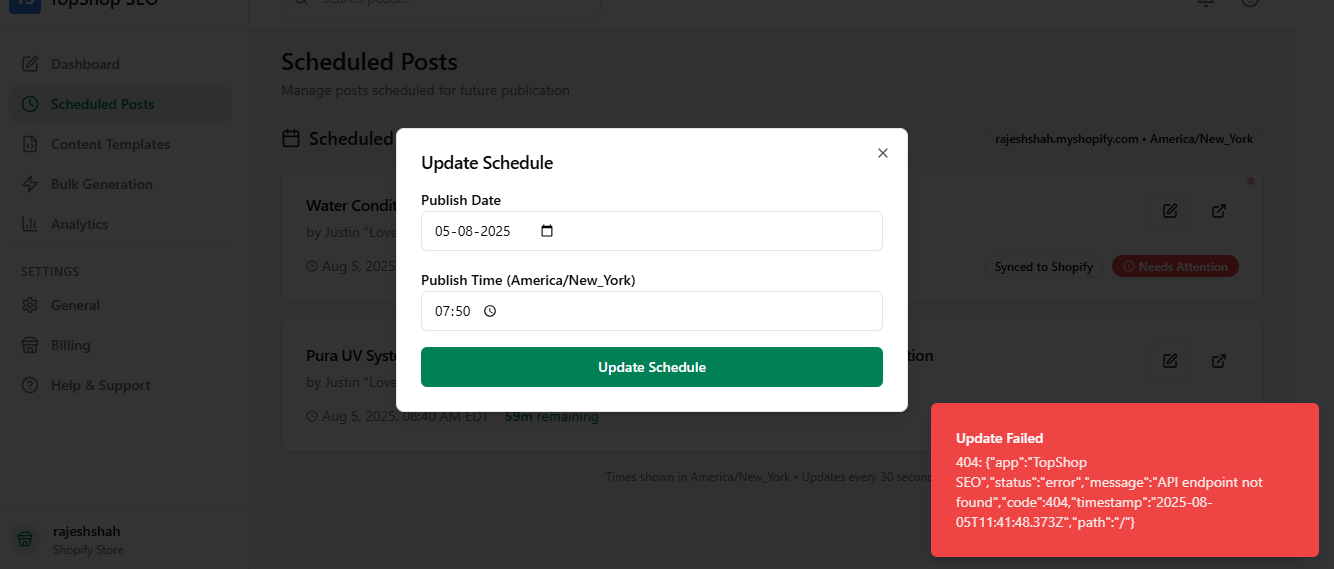 TopShop SEO
Search posts...
Dashboard
Scheduled Posts
Content Templates
Bulk Generation
Analytics
SETTINGS
General
Billing
Help & Support
rajeshshah
Shopify Store
Scheduled Posts
Manage posts scheduled for future publication
Scheduled
rajeshshah.myshopify.com • America/New_York
Water Condit
by Justin "Love
Aug 5, 2025
Synced to Shopify
Needs Attention
Pura UV Syste
on
by Justin "Love
Aug 5, 2025, 08:40 AM EDT
59m remaining
Times shown in America/New_York • Updates every 30 second
Update Schedule
Publish Date
05-08-2025
Publish Time (America/New_York)
07:50
Update Schedule
Update Failed
404: {"app":"TopShop
SEO","status":"error","message":"API endpoint not
found","code":404,"timestamp":"2025-08-
05T11:41:48.373Z","path":"/"}